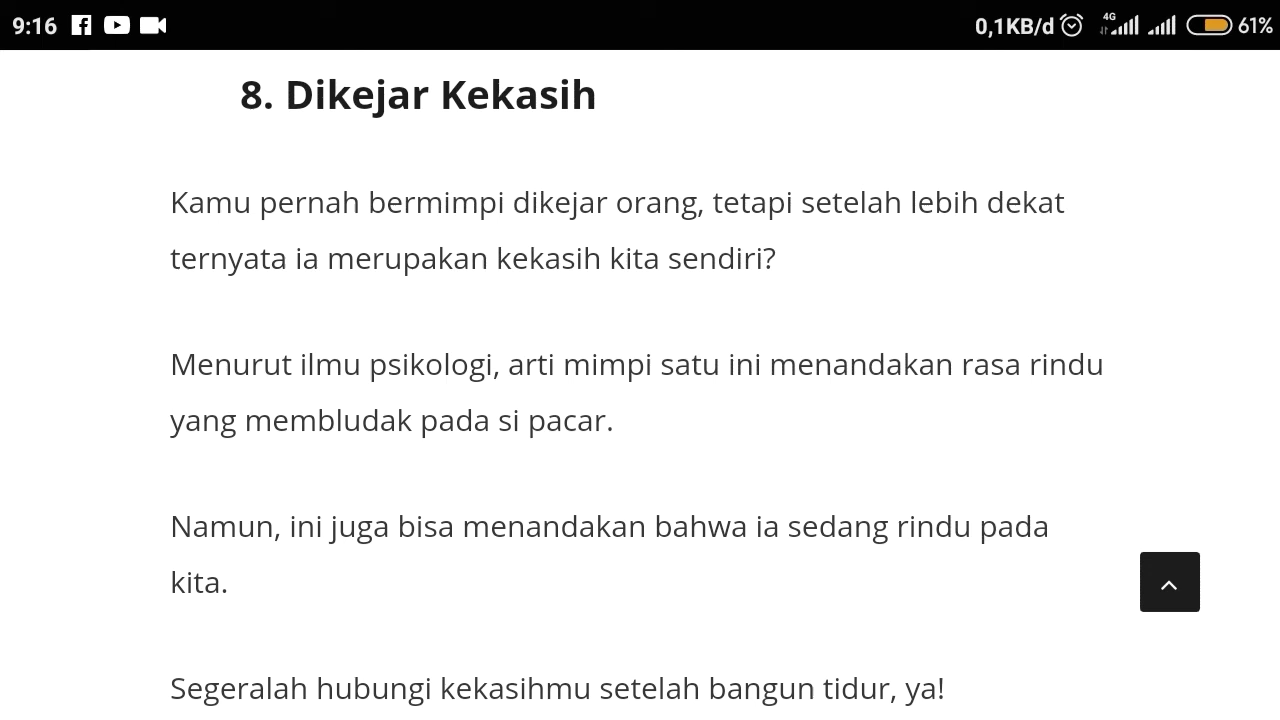 9:16 0,1KB/d 4G 61%
8. Dikejar Kekasih
Kamu pernah bermimpi dikejar orang, tetapi setelah lebih dekat
ternyata ia merupakan kekasih kita sendiri?
Menurut ilmu psikologi, arti mimpi satu ini menandakan rasa rindu
yang membludak pada si pacar.
Namun, ini juga bisa menandakan bahwa ia sedang rindu pada
kita.
Segeralah hubungi kekasihmu setelah bangun tidur, ya!